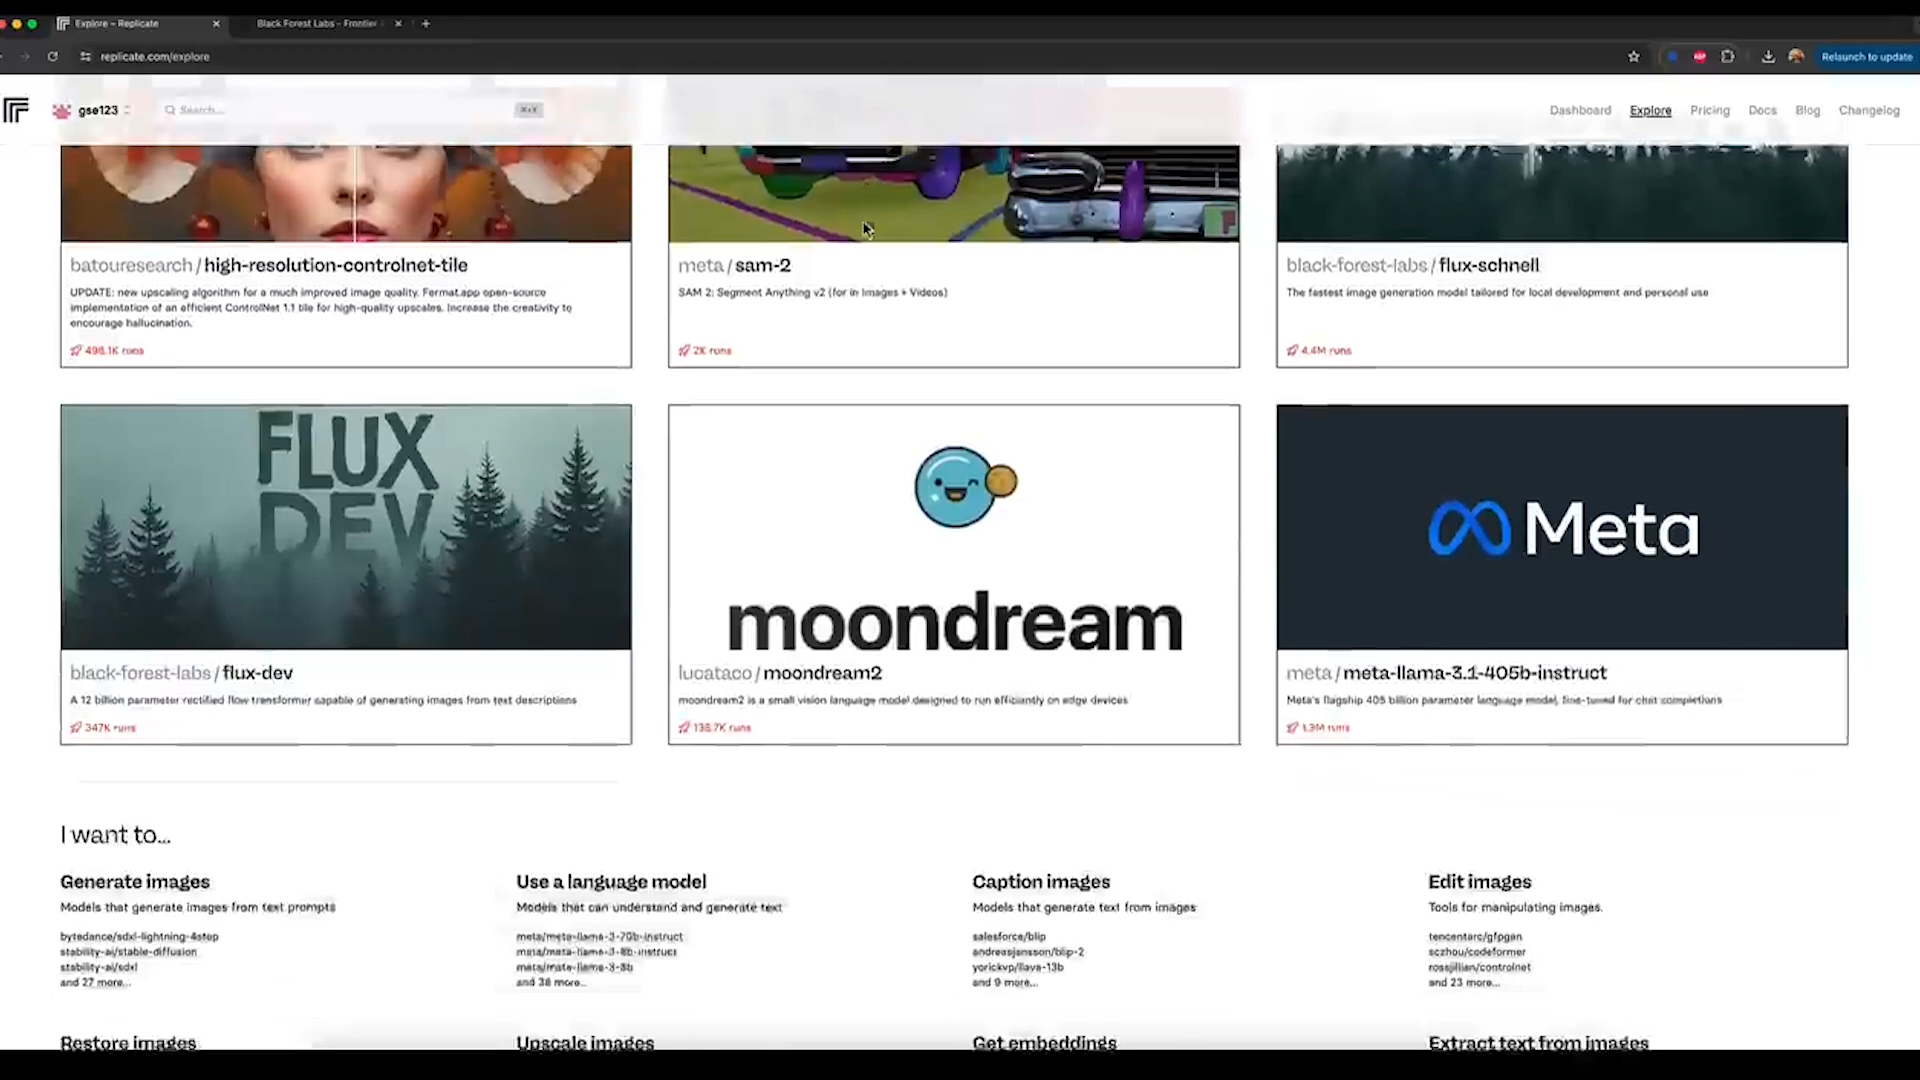 Explore – Replicate
Black Forest Labs - Frontier
replicate.com/explore
Relaunch to update
gse123
Search...
⌘+K
Dashboard
Explore
Pricing
Docs
Blog
Changelog
batouresearch/high-resolution-controlnet-tile
UPDATE: new upscaling algorithm for a much improved image quality. Fermat.app open-source
implementation of an efficient ControlNet 1.1 tile for high-quality upscales. Increase the creativity to
encourage hallucination.
498.1K runs
meta/sam-2
SAM 2: Segment Anything v2 (for in Images + Videos)
2K runs
black-forest-labs/flux-schnell
The fastest image generation model tailored for local development and personal use
4.4M runs
FLUX
DEV
black-forest-labs/flux-dev
A 12 billion parameter rectified flow transformer capable of generating images from text descriptions
347K runs
moondream
lucataco/moondream2
moondream2 is a small vision language model designed to run efficiently on edge devices
138.7K runs
Meta
meta/meta-llama-3.1-405b-instruct
Meta's flagship 405 billion parameter language model, fine-tuned for chat completions
1.3M runs
I want to...
Generate images
Models that generate images from text prompts
bytedance/sdxl-lightning-4step
stability-ai/stable-diffusion
stability-ai/sdxl
and 27 more...
Use a language model
Models that can understand and generate text
meta/meta-llama-3-70b-instruct
meta/meta-llama-3-8b-instruct
meta/meta-llama-3-8b
and 38 more...
Caption images
Models that generate text from images
salesforce/blip
andreasjansson/blip-2
yorickvp/llava-13b
and 9 more...
Edit images
Tools for manipulating images.
tencentarc/gfpgan
sczhou/codeformer
rossjillian/controlnet
and 23 more...
Restore images
Upscale images
Get embeddings
Extract text from images